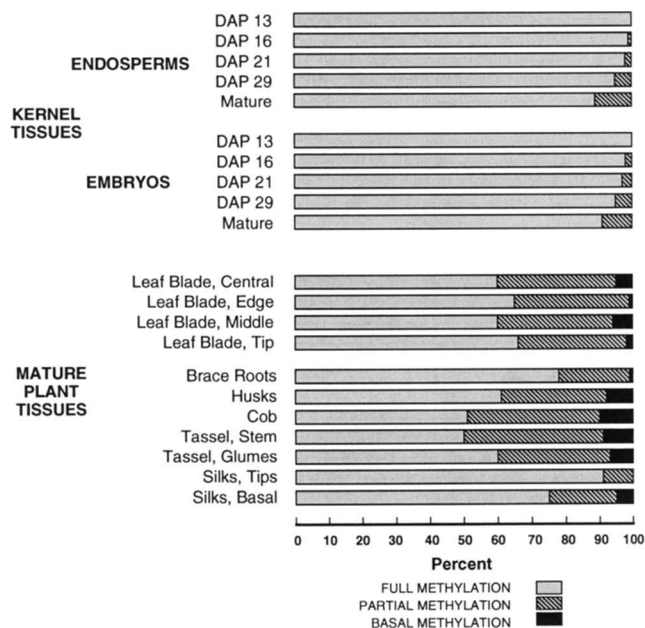 DAP 13
DAP 16
ENDOSPERMS
DAP 21
DAP 29
Mature
KERNEL
TISSUES
DAP 13
DAP 16
EMBRYOS
DAP 21
DAP 29
Mature
Leaf Blade, Central
Leaf Blade, Edge
Leaf Blade, Middle
Leaf Blade, Tip
MATURE
PLANT
TISSUES
Brace Roots
Husks
Cob
Tassel, Stem
Tassel, Glumes
Silks, Tips
Silks, Basal
0 10 20 30 40 50 60 70 80 90 100
Percent
FULL METHYLATION
PARTIAL METHYLATION
BASAL METHYLATION